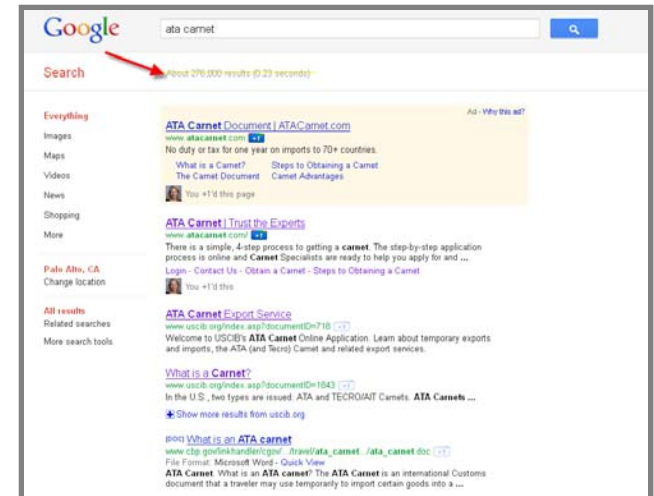 Google
ata carnet
Search
About 276,000 results (0.23 seconds)
Everything
Images
Maps
Videos
News
Shopping
More
Palo Alto, CA
Change location
All results
Related searches
More search tools
Ad - Why this ad?
ATA Carnet Document | ATACarnet.com
www.atacarnet.com +1
No duty or tax for one year on imports to 70+ countries.
What is a Carnet? Steps to Obtaining a Carnet
The Carnet Document Carnet Advantages
You +1'd this page
ATA Carnet | Trust the Experts
www.atacarnet.com/ +1
There is a simple, 4-step process to getting a carnet. The step-by-step application
process is online and Carnet Specialists are ready to help you apply for and ...
Login - Contact Us - Obtain a Carnet - Steps to Obtaining a Carnet
You +1'd this
ATA Carnet Export Service
www.uscib.org/index.asp?documentID=718 +1
Welcome to USCIB's ATA Carnet Online Application. Learn about temporary exports
and imports, the ATA (and Tecro) Carnet and related export services.
What is a Carnet?
www.uscib.org/index.asp?documentID=1843 +1
In the U.S., two types are issued: ATA and TECRO/AIT Carnets. ATA Carnets ...
Show more results from uscib.org
[DOC] What is an ATA carnet
www.cbp.gov/linkhandler/cgov/.../travel/ata_carnet.../ata_carnet.doc +1
File Format: Microsoft Word - Quick View
ATA Carnet. What is an ATA carnet? The ATA Carnet is an international Customs
document that a traveler may use temporarily to import certain goods into a ...